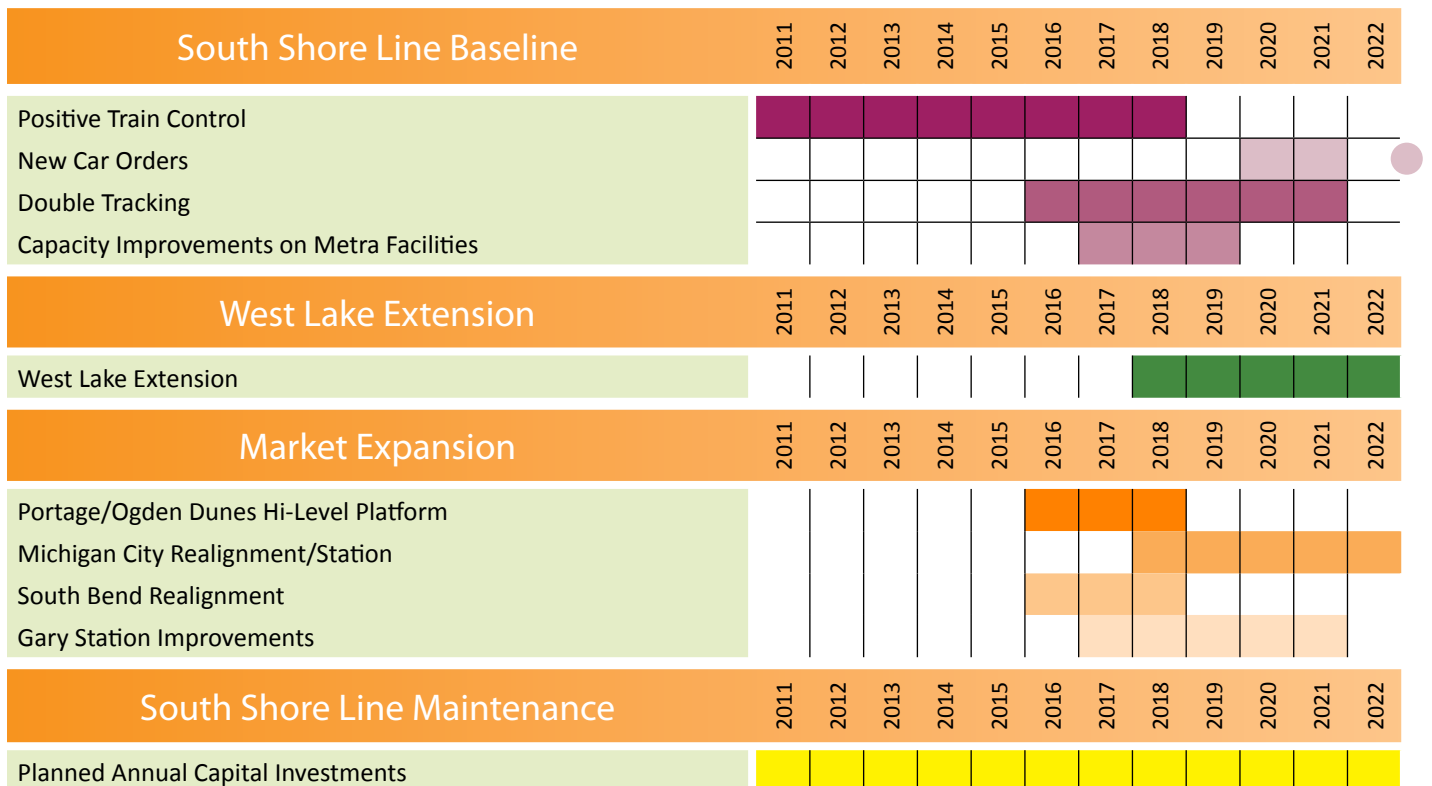 South Shore Line Baseline 2011 2012 2013 2014 2015 2016 2017 2018 2019 2020 2021 2022
Positive Train Control
New Car Orders
Double Tracking
Capacity Improvements on Metra Facilities
West Lake Extension 2011 2012 2013 2014 2015 2016 2017 2018 2019 2020 2021 2022
West Lake Extension
Market Expansion 2011 2012 2013 2014 2015 2016 2017 2018 2019 2020 2021 2022
Portage/Ogden Dunes Hi-Level Platform
Michigan City Realignment/Station
South Bend Realignment
Gary Station Improvements
South Shore Line Maintenance 2011 2012 2013 2014 2015 2016 2017 2018 2019 2020 2021 2022
Planned Annual Capital Investments